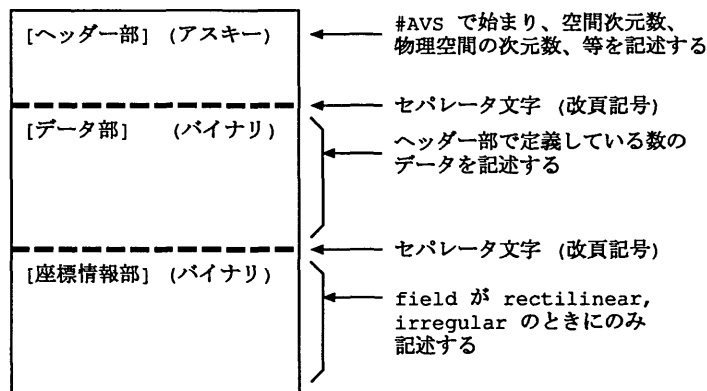 [ヘッダー部] (アスキー)
#AVS で始まり、空間次元数、
物理空間の次元数、等を記述する
セパレータ文字 (改頁記号)
[データ部] (バイナリ)
ヘッダー部で定義している数の
データを記述する
セパレータ文字 (改頁記号)
[座標情報部] (バイナリ)
field が rectilinear,
irregular のときにのみ
記述する